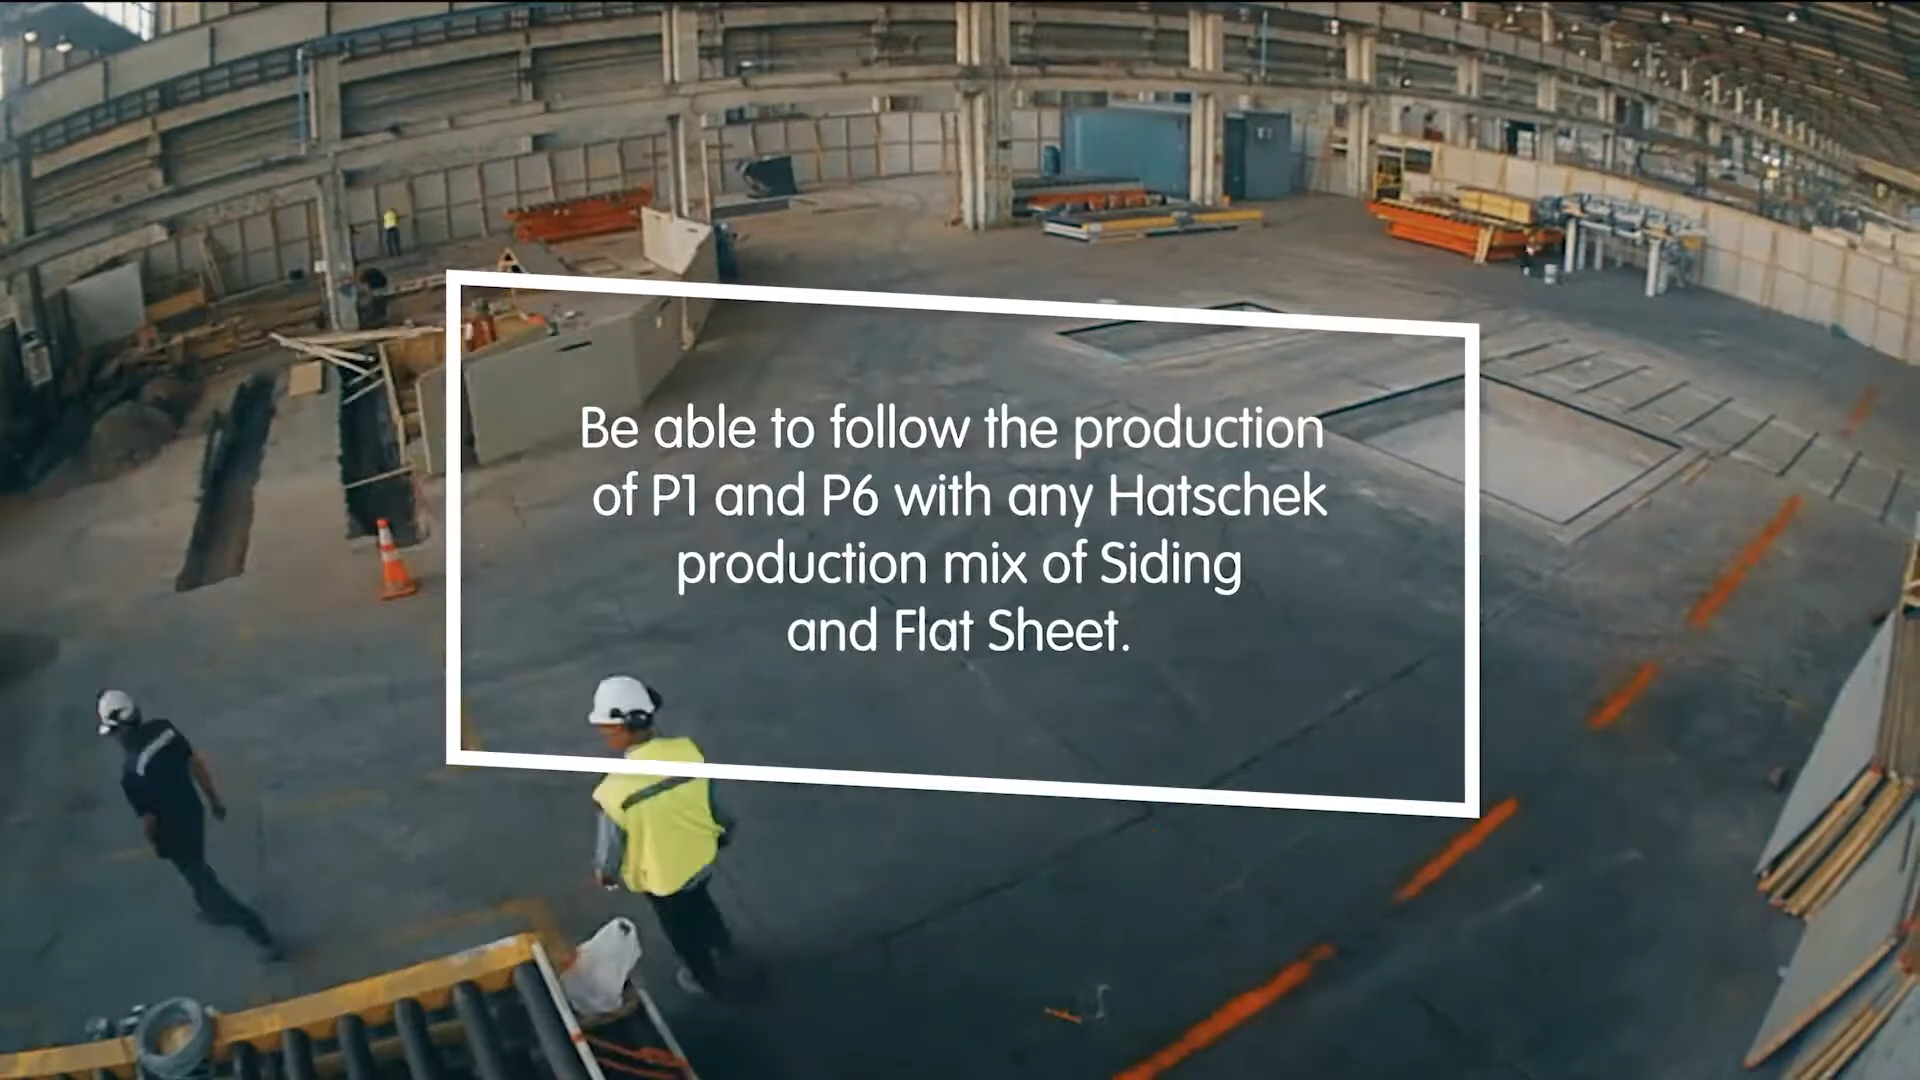 Be able to follow the production
of P1 and P6 with any Hatschek
production mix of Siding
and Flat Sheet.